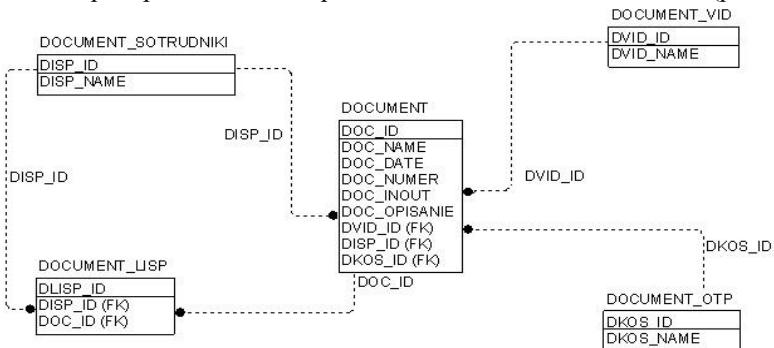 DOCUMENT_VID
DVID_ID
DVID_NAME
DOCUMENT_SOTRUDNIKI
DISP_ID
DISP_NAME
DOCUMENT
DOC_ID
DOC_NAME
DOC_DATE
DOC_NUMER
DOC_INOUT
DOC_OPISANIE
DVID_ID (FK)
DISP_ID (FK)
DKOS_ID (FK)
DISP_ID
DISP_ID
DVID_ID
DKOS_ID
DOC_ID
DOCUMENT_LISP
DLISP_ID
DISP_ID (FK)
DOC_ID (FK)
DOCUMENT_OTP
DKOS_ID
DKOS_NAME